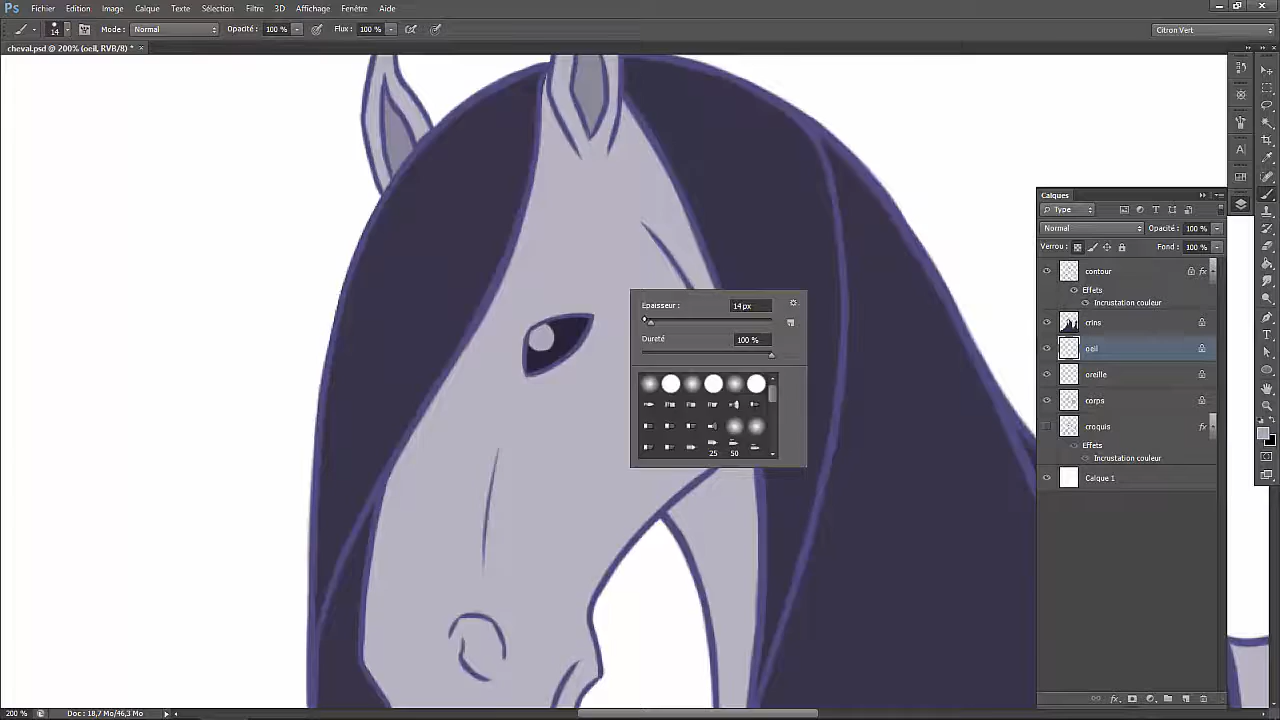 Ps Fichier Edition Image Calque Texte Sélection Filtre 3D Affichage Fenêtre Aide
14 Mode : Normal Opacité : 100 % Flux : 100 % Citron Vert
cheval.psd @ 200% (oeil, RVB/8) * ×
A
Calques
Type
Normal Opacité : 100 %
Verrou : Fond : 100 %
contour fx
Effets
Incrustation couleur
crins
oeil
oreille
corps
croquis fx
Effets
Incrustation couleur
Calque 1
Epaisseur : 14 px
Dureté : 100 %
25 50
200 % Doc : 18,7 Mo/46,3 Mo